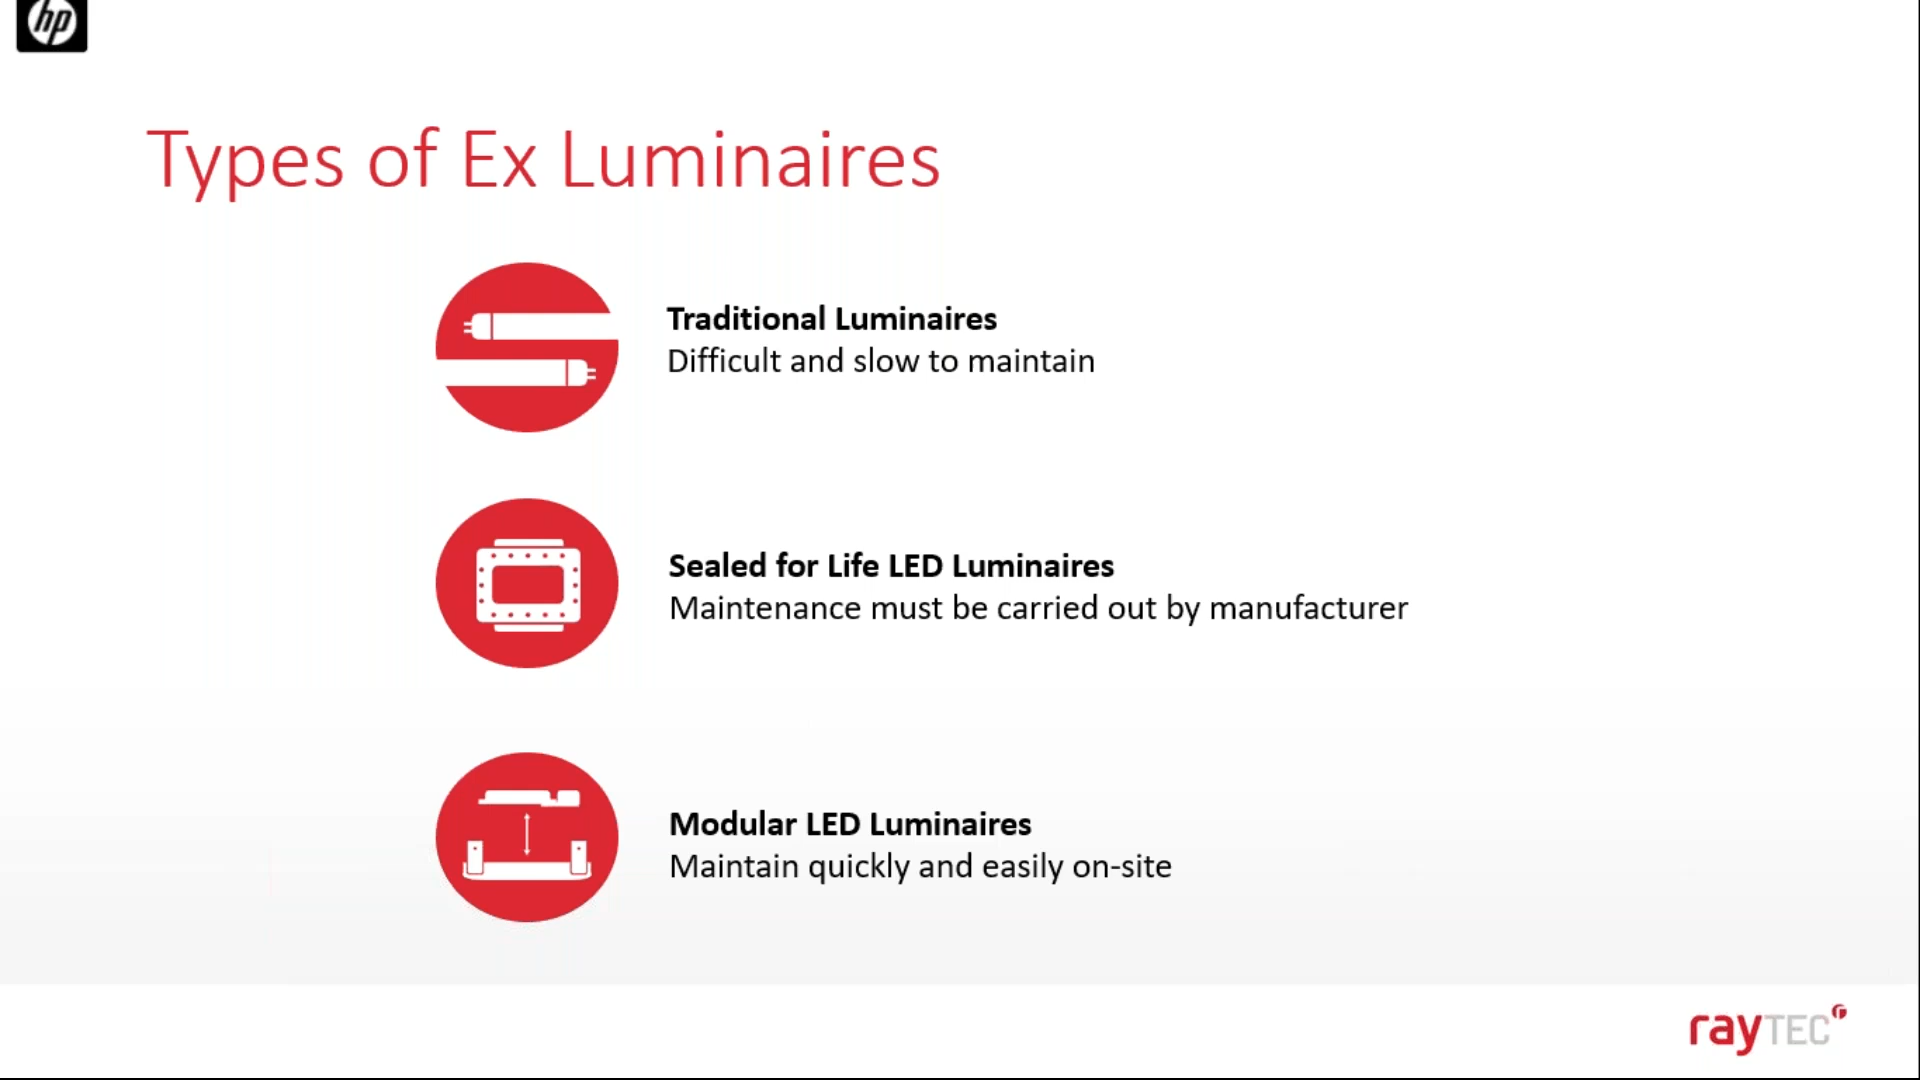 hp
Types of Ex Luminaires
Traditional Luminaires
Difficult and slow to maintain
Sealed for Life LED Luminaires
Maintenance must be carried out by manufacturer
Modular LED Luminaires
Maintain quickly and easily on-site
rayTEC